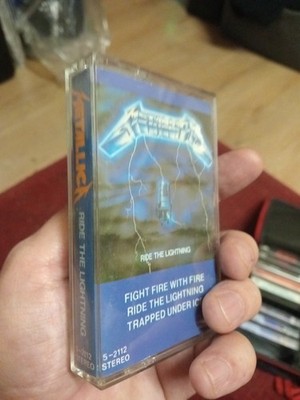 METALLICA
RIDE THE LIGHTNING
STEREO
METALLICA
RIDE THE LIGHTNING
FIGHT FIRE WITH FIRE
RIDE THE LIGHTNING
TRAPPED UNDER IC
5-2112
STEREO